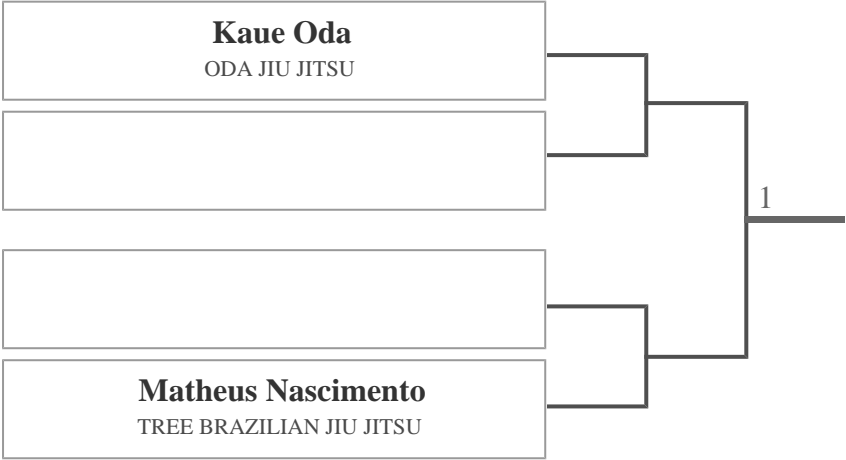 Kaue Oda
ODA JIU JITSU
1
Matheus Nascimento
TREE BRAZILIAN JIU JITSU